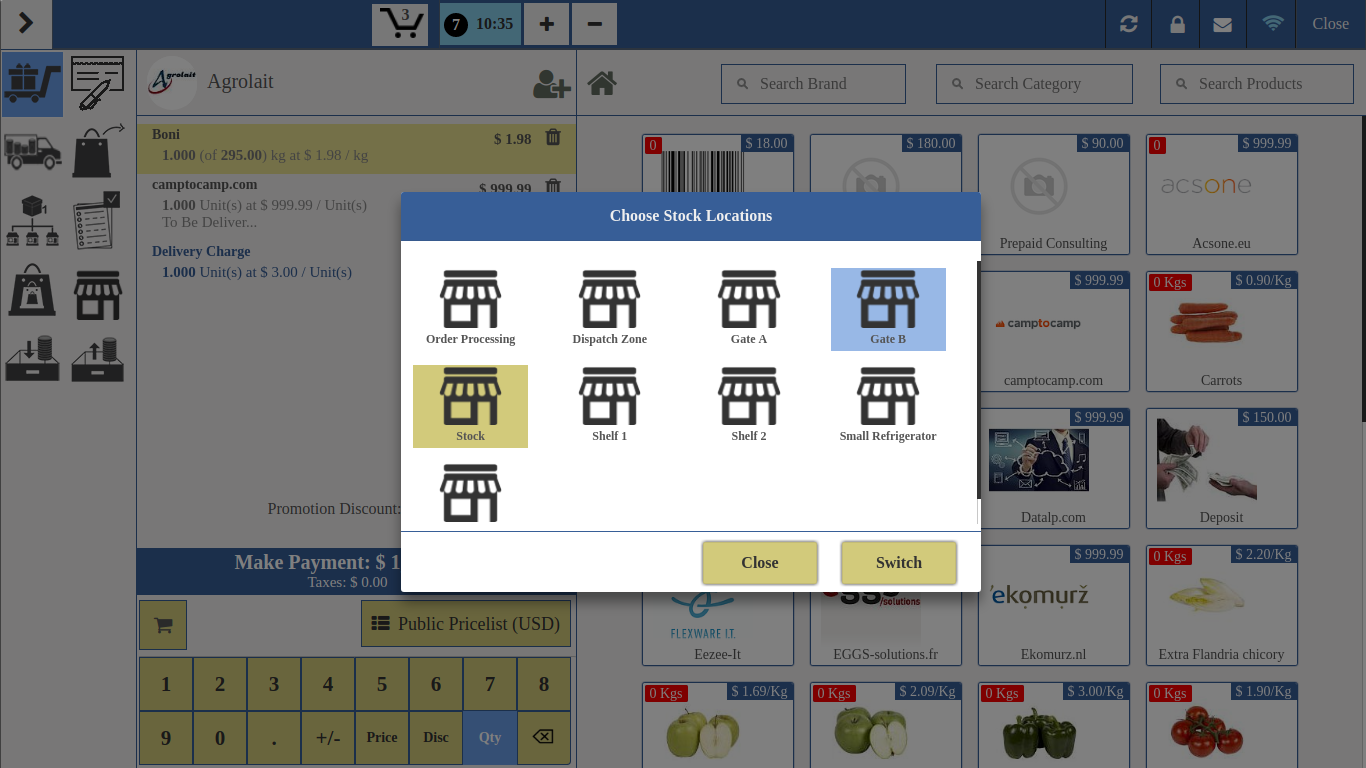 3
7 10:35
Close
Agrolait
Agrolait
Search Brand
Search Category
Search Products
Boni
$ 1.98
1.000 (of 295.00) kg at $ 1.98 / kg
camptocamp.com
$ 999.99
1.000 Unit(s) at $ 999.99 / Unit(s)
To Be Deliver...
Delivery Charge
1.000 Unit(s) at $ 3.00 / Unit(s)
Promotion Discount:
Make Payment: $ 1
Taxes: $ 0.00
Public Pricelist (USD)
1 2 3 4 5 6 7 8
9 0 . +/- Price Disc Qty
Choose Stock Locations
Order Processing
Dispatch Zone
Gate A
Gate B
Stock
Shelf 1
Shelf 2
Small Refrigerator
Close
Switch
0
$ 18.00
$ 180.00
$ 90.00
Prepaid Consulting
0
$ 999.99
acsone
Acsone.eu
$ 999.99
camptocamp
camptocamp.com
0 Kgs
$ 0.90/Kg
Carrots
$ 999.99
Datalp.com
$ 150.00
Deposit
FLEXWARE I.T.
Eezee-It
/solutions
EGGS-solutions.fr
$ 999.99
ekomurž
Ekomurz.nl
0 Kgs
$ 2.20/Kg
Extra Flandria chicory
0 Kgs
$ 1.69/Kg
0 Kgs
$ 2.09/Kg
0 Kgs
$ 3.00/Kg
0 Kgs
$ 1.90/Kg
1